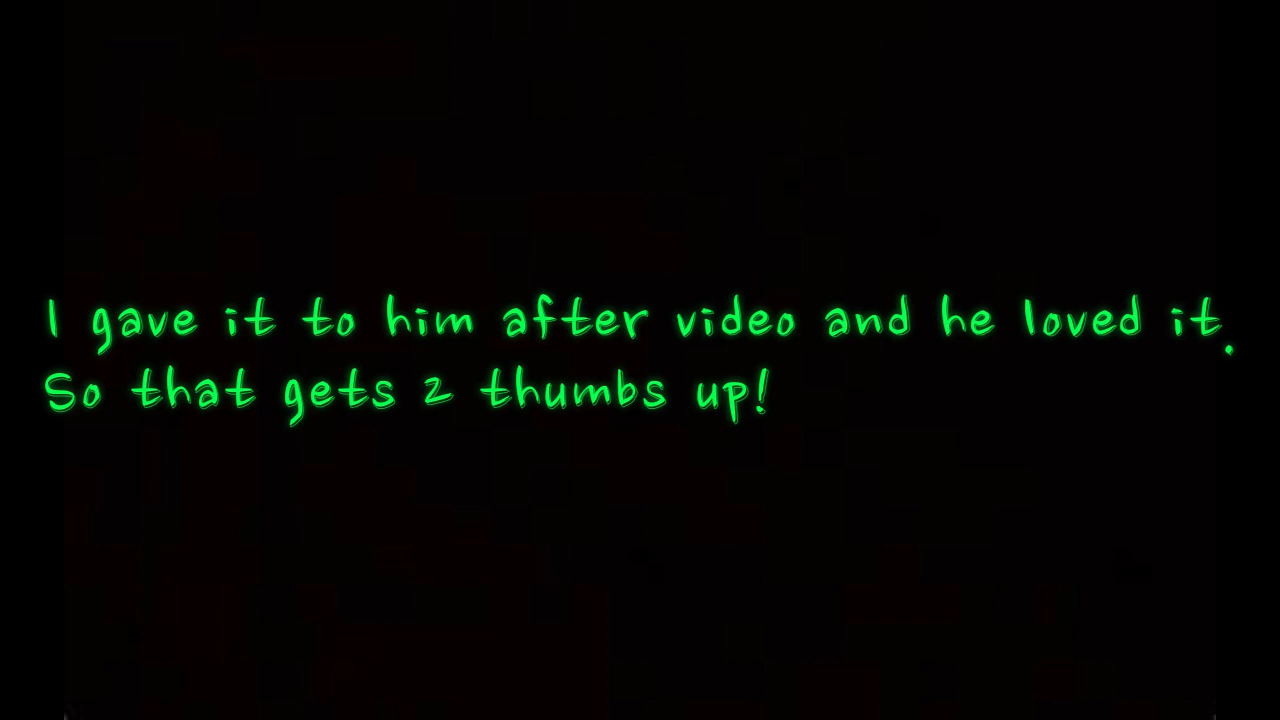 I gave it to him after video and he loved it.
So that gets 2 thumbs up!